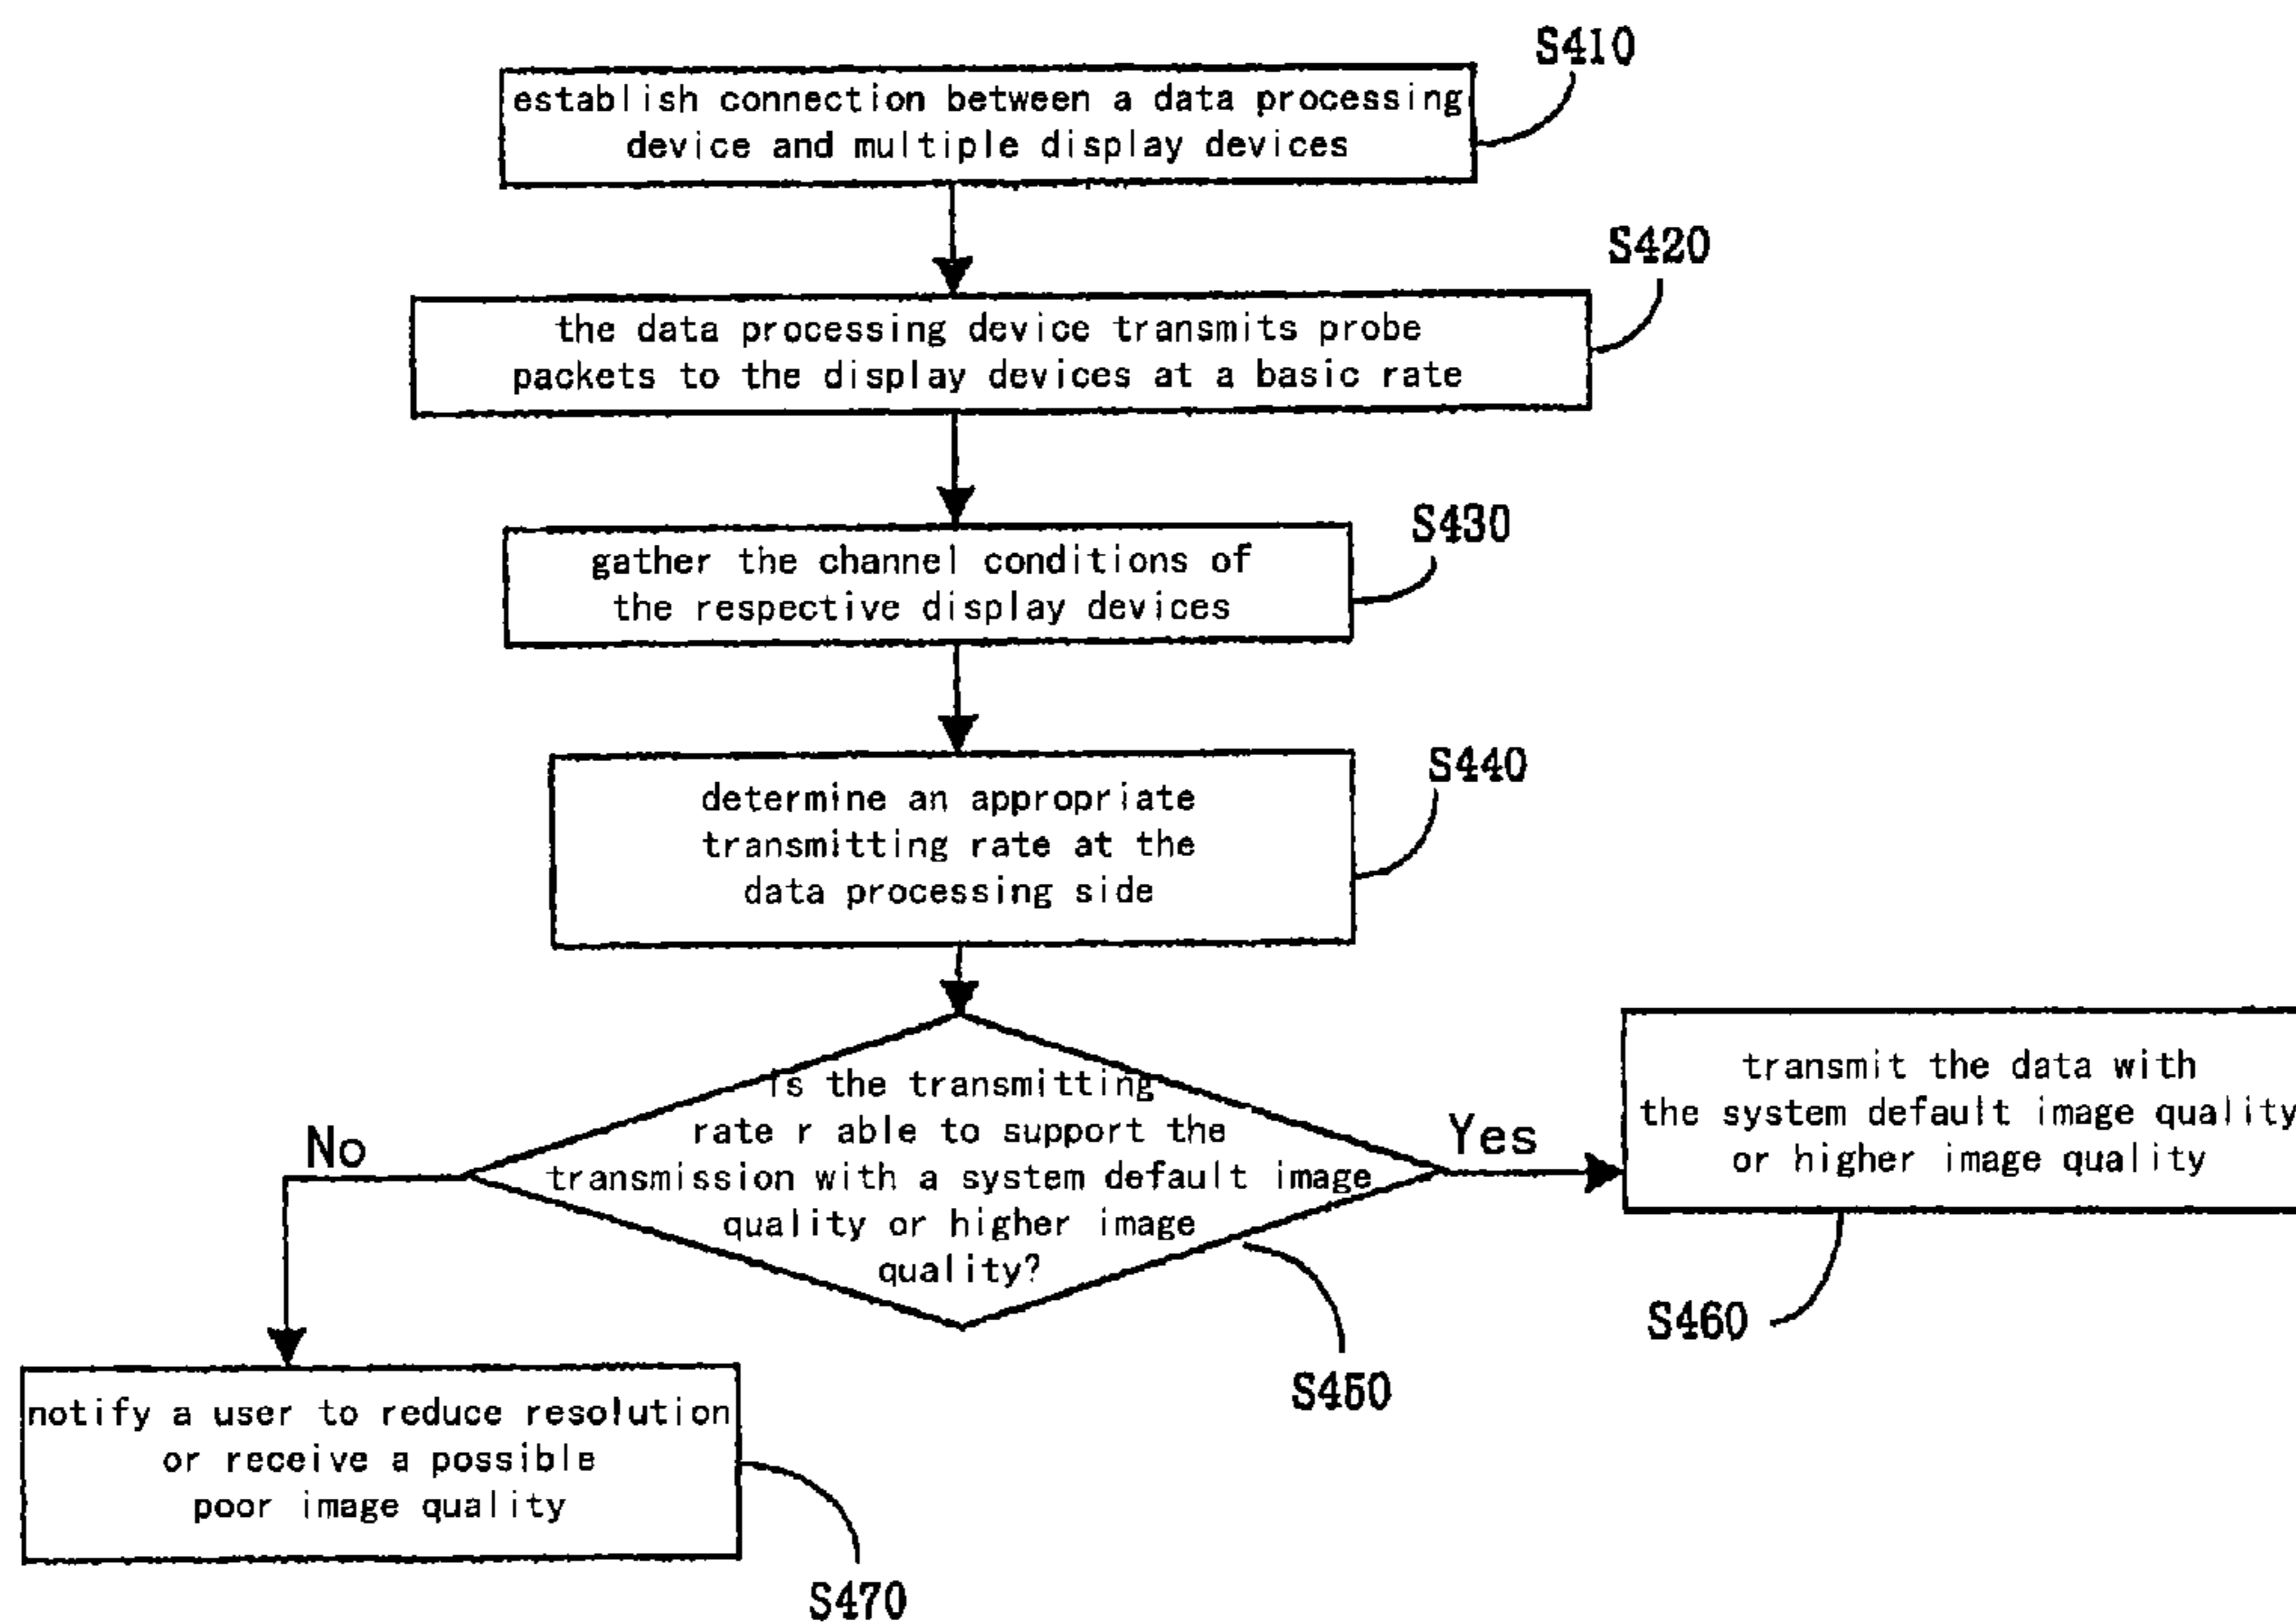 S410
establish connection between a data processing
device and multiple display devices
S420
the data processing device transmits probe
packets to the display devices at a basic rate
S430
gather the channel conditions of
the respective display devices
S440
determine an appropriate
transmitting rate at the
data processing side
is the transmitting
rate r able to support the
transmission with a system default image
quality or higher image
quality?
No
Yes
transmit the data with
the system default image quality
or higher image quality
S460
S450
notify a user to reduce resolution
or receive a possible
poor image quality
S470